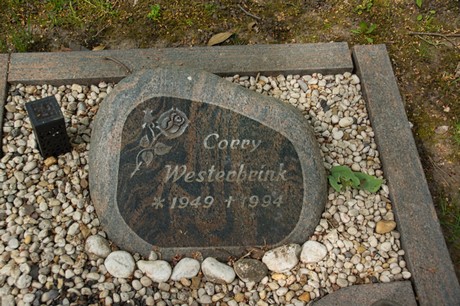 Corry
Westerbrink
* 1949 † 1994